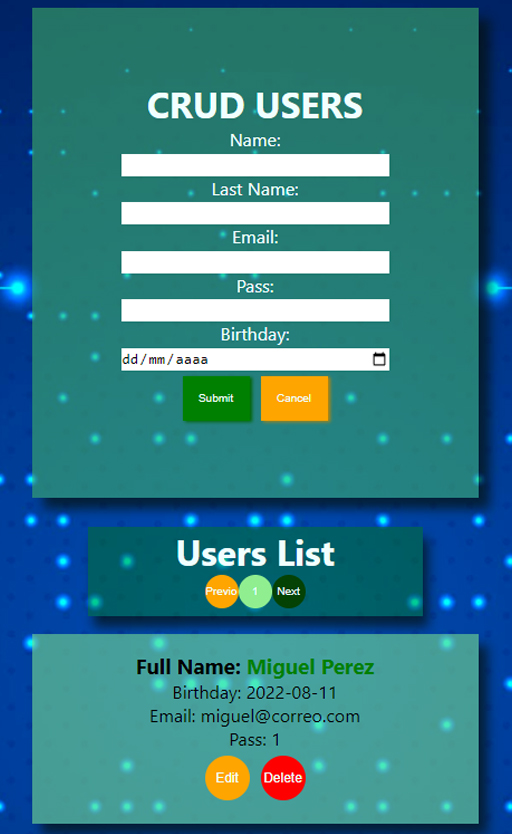 CRUD USERS
Name:
Last Name:
Email:
Pass:
Birthday:
dd/mm/aaaa
Submit Cancel
Users List
Previo 1 Next
Full Name: Miguel Perez
Birthday: 2022-08-11
Email: miguel@correo.com
Pass: 1
Edit Delete